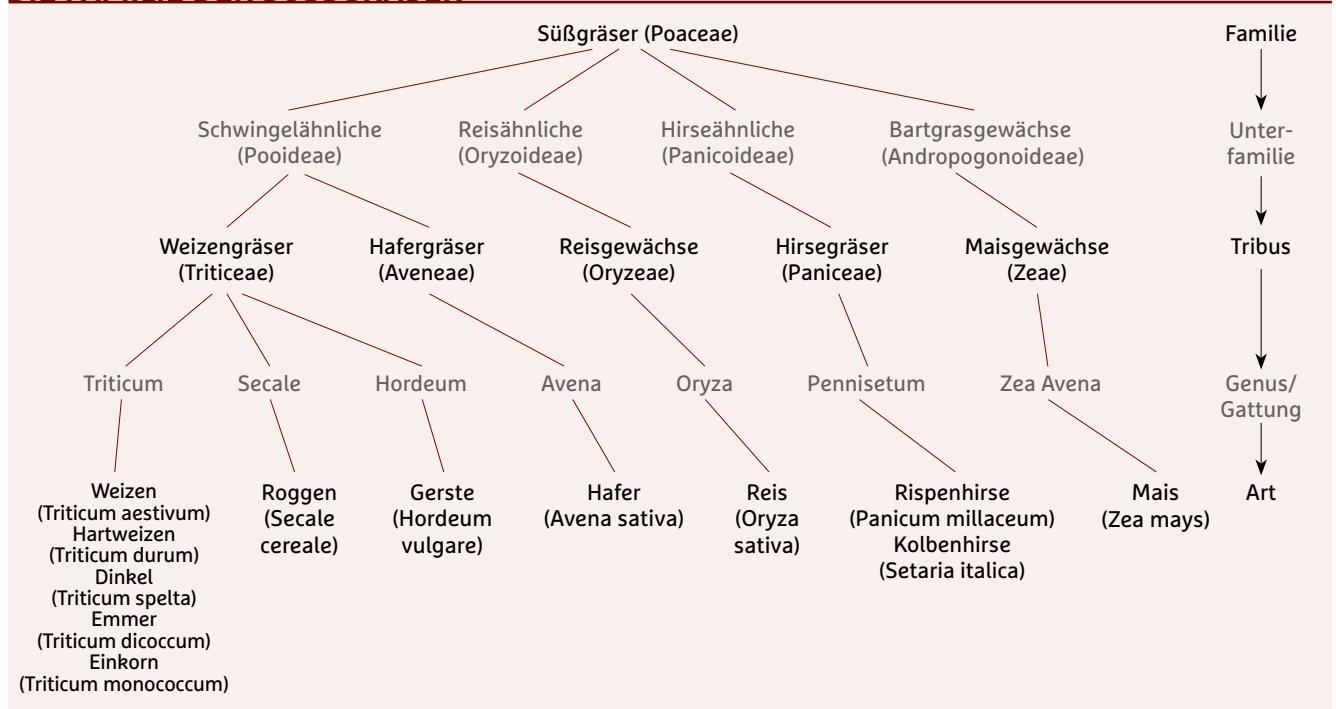 Süßgräser (Poaceae) Familie
Schwingelähnliche Reisähnliche Hirseähnliche Bartgrasgewächse Unter-
(Pooideae) (Oryzoideae) (Panicoideae) (Andropogonoideae) familie
Weizengräser Hafergräser Reisgewächse Hirsegräser Maisgewächse Tribus
(Triticeae) (Aveneae) (Oryzeae) (Paniceae) (Zeae)
Triticum Secale Hordeum Avena Oryza Pennisetum Zea Avena Genus/
Gattung
Weizen
(Triticum aestivum)
Hartweizen
(Triticum durum)
Dinkel
(Triticum spelta)
Emmer
(Triticum dicoccum)
Einkorn
(Triticum monococcum)
Roggen
(Secale
cereale)
Gerste
(Hordeum
vulgare)
Hafer
(Avena sativa)
Reis
(Oryza
sativa)
Rispenhirse
(Panicum millaceum)
Kolbenhirse
(Setaria italica)
Mais
(Zea mays)
Art